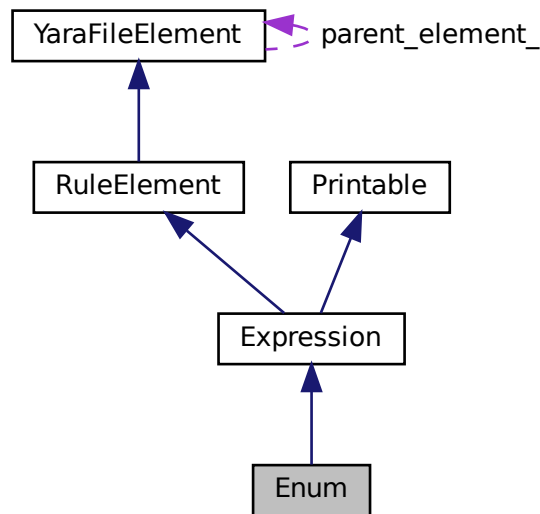 YaraFileElement
parent_element_
RuleElement
Printable
Expression
Enum